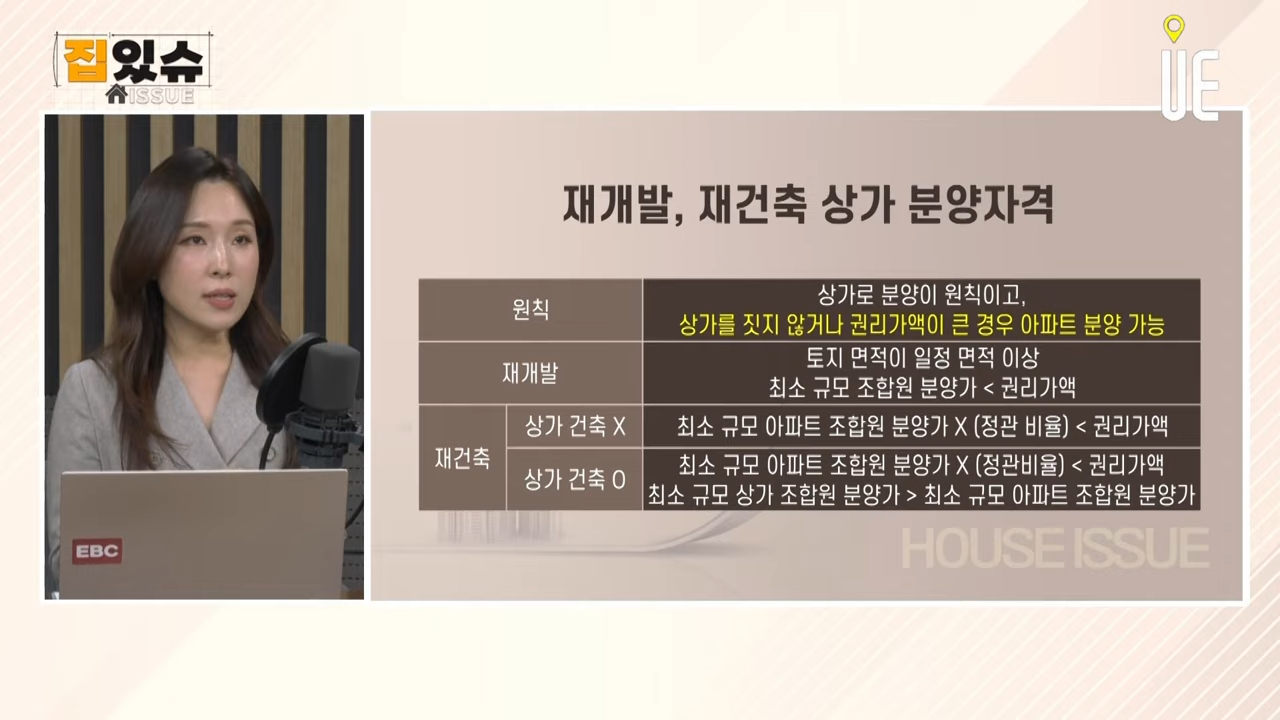 집있슈
ISSUE
UE
재개발, 재건축 상가 분양자격
원칙
상가로 분양이 원칙이고,
상가를 짓지 않거나 권리가액이 큰 경우 아파트 분양 가능
재개발
토지 면적이 일정 면적 이상
최소 규모 조합원 분양가 < 권리가액
재건축
상가 건축 X
최소 규모 아파트 조합원 분양가 X (정관 비율) < 권리가액
상가 건축 O
최소 규모 아파트 조합원 분양가 X (정관비율) < 권리가액
최소 규모 상가 조합원 분양가 > 최소 규모 아파트 조합원 분양가
HOUSE ISSUE
EBC